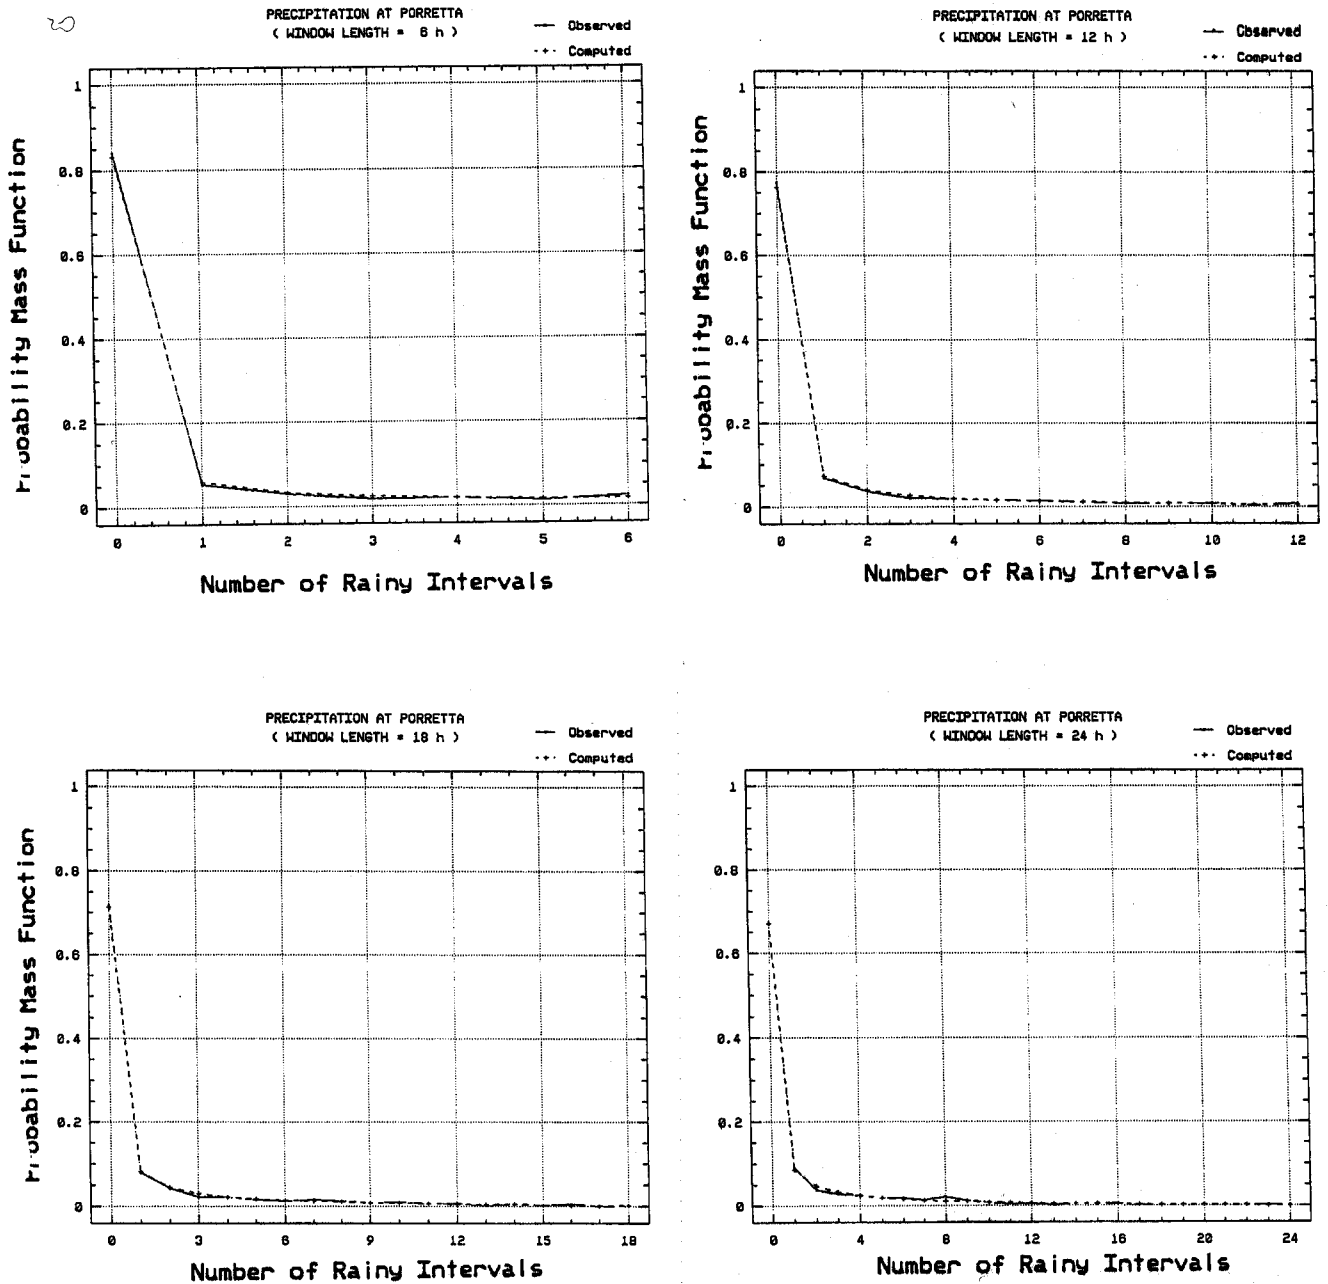 20
PRECIPITATION AT PORRETTA
( WINDOW LENGTH = 6 h )
Observed
Computed
Probability Mass Function
1
0.8
0.6
0.4
0.2
0
0 1 2 3 4 5 6
Number of Rainy Intervals
PRECIPITATION AT PORRETTA
( WINDOW LENGTH = 12 h )
Observed
Computed
Probability Mass Function
1
0.8
0.6
0.4
0.2
0
0 2 4 6 8 10 12
Number of Rainy Intervals
PRECIPITATION AT PORRETTA
( WINDOW LENGTH = 18 h )
Observed
Computed
Probability Mass Function
1
0.8
0.6
0.4
0.2
0
0 3 6 9 12 15 18
Number of Rainy Intervals
PRECIPITATION AT PORRETTA
( WINDOW LENGTH = 24 h )
Observed
Computed
1
0.8
0.6
0.4
0.2
0
0 4 8 12 16 20 24
Number of Rainy Intervals